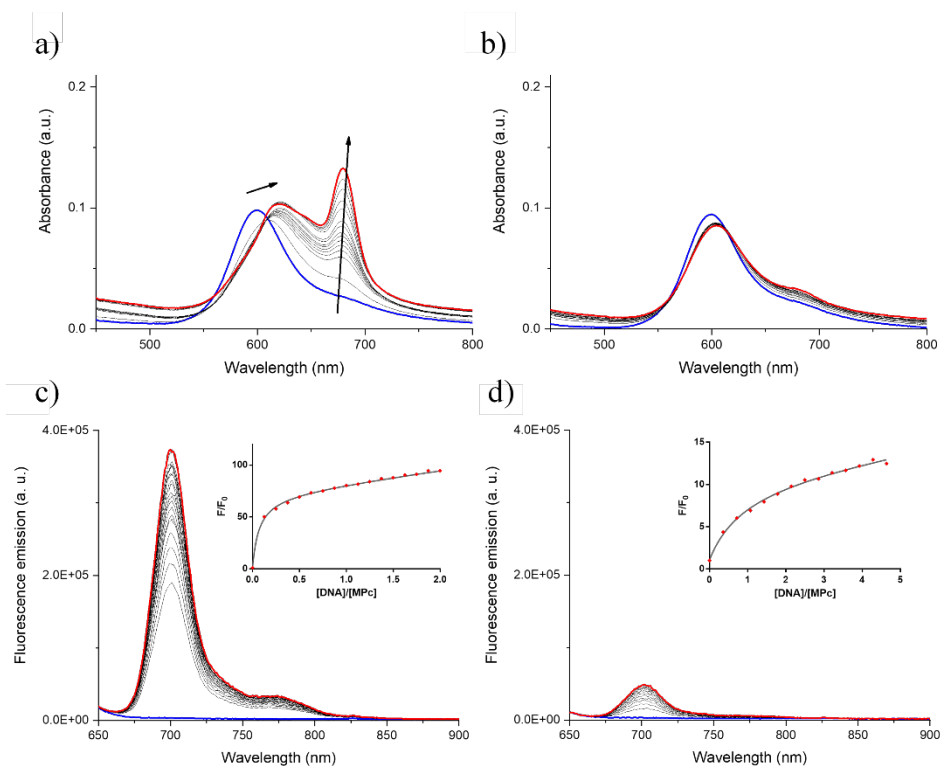 a)
b)
0.2
0.1
0.0
Absorbance (a.u.)
500
600
700
800
Wavelength (nm)
0.2
0.1
0.0
Absorbance (a.u.)
500
600
700
800
Wavelength (nm)
c)
d)
4.0E+05
2.0E+05
0.0E+00
Fluorescence emission (a. u.)
650
700
750
800
850
900
Wavelength (nm)
100
50
0
F/F0
0.0
0.5
1.0
1.5
2.0
[DNA]/[MPc]
4.0E+05
2.0E+05
0.0E+00
Fluorescence emission (a. u.)
650
700
750
800
850
900
Wavelength (nm)
15
10
5
0
F/F0
0
1
2
3
4
5
[DNA]/[MPc]